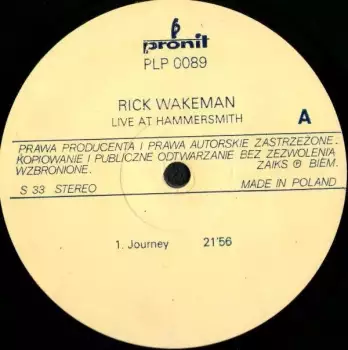 pronit
PLP 0089
RICK WAKEMAN
LIVE AT HAMMERSMITH
A
PRAWA PRODUCENTA I PRAWA AUTORSKIE ZASTRZEŻONE.
KOPIOWANIE I PUBLICZNE ODTWARZANIE BEZ ZEZWOLENIA
WZBRONIONE. ZAIKS ℗ BIEM.
S 33 STEREO MADE IN POLAND
1. Journey 21'56